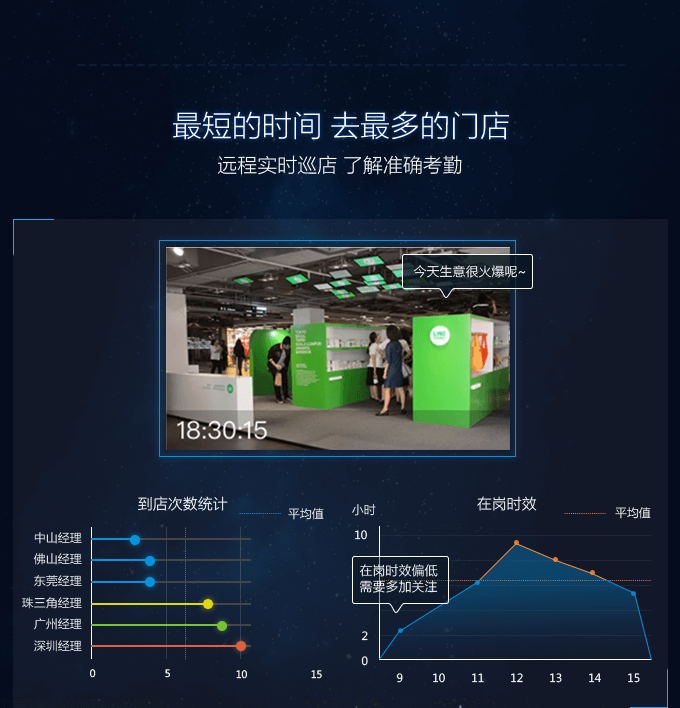 最短的时间 去最多的门店
远程实时巡店 了解准确考勤
今天生意很火爆呢~
LINE
18:30:15
到店次数统计
平均值
中山经理
佛山经理
东莞经理
珠三角经理
广州经理
深圳经理
0 5 10 15
小时
在岗时效
平均值
10
在岗时效偏低
需要多加关注
2
0
9 10 11 12 13 14 15